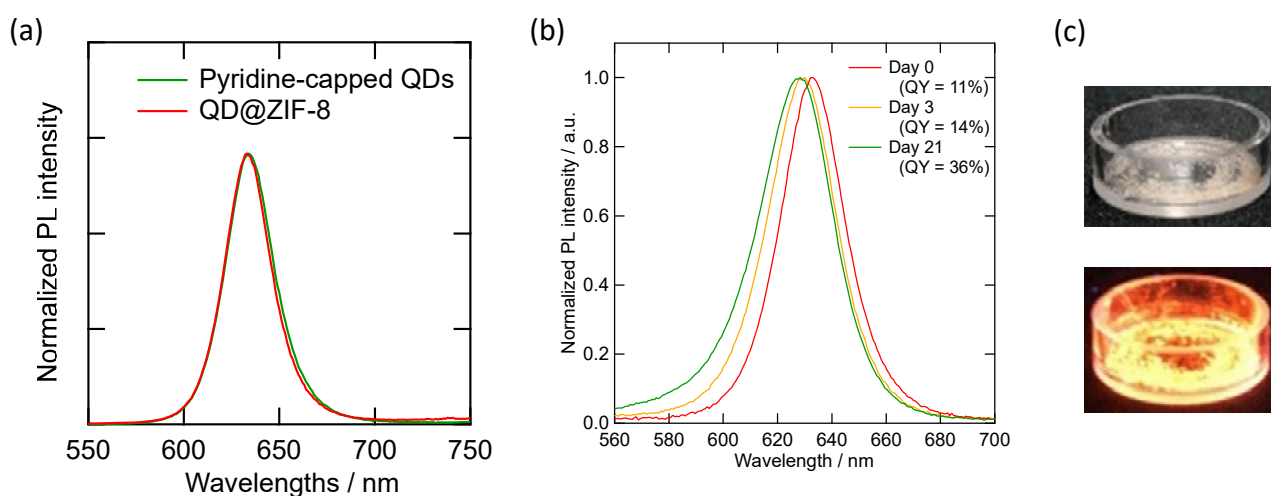 (a)
Normalized PL intensity
Pyridine-capped QDs
QD@ZIF-8
550
600
650
700
750
Wavelengths / nm
(b)
Normalized PL intensity / a.u.
1.0
0.8
0.6
0.4
0.2
0.0
Day 0
(QY = 11%)
Day 3
(QY = 14%)
Day 21
(QY = 36%)
560
580
600
620
640
660
680
700
Wavelength / nm
(c)